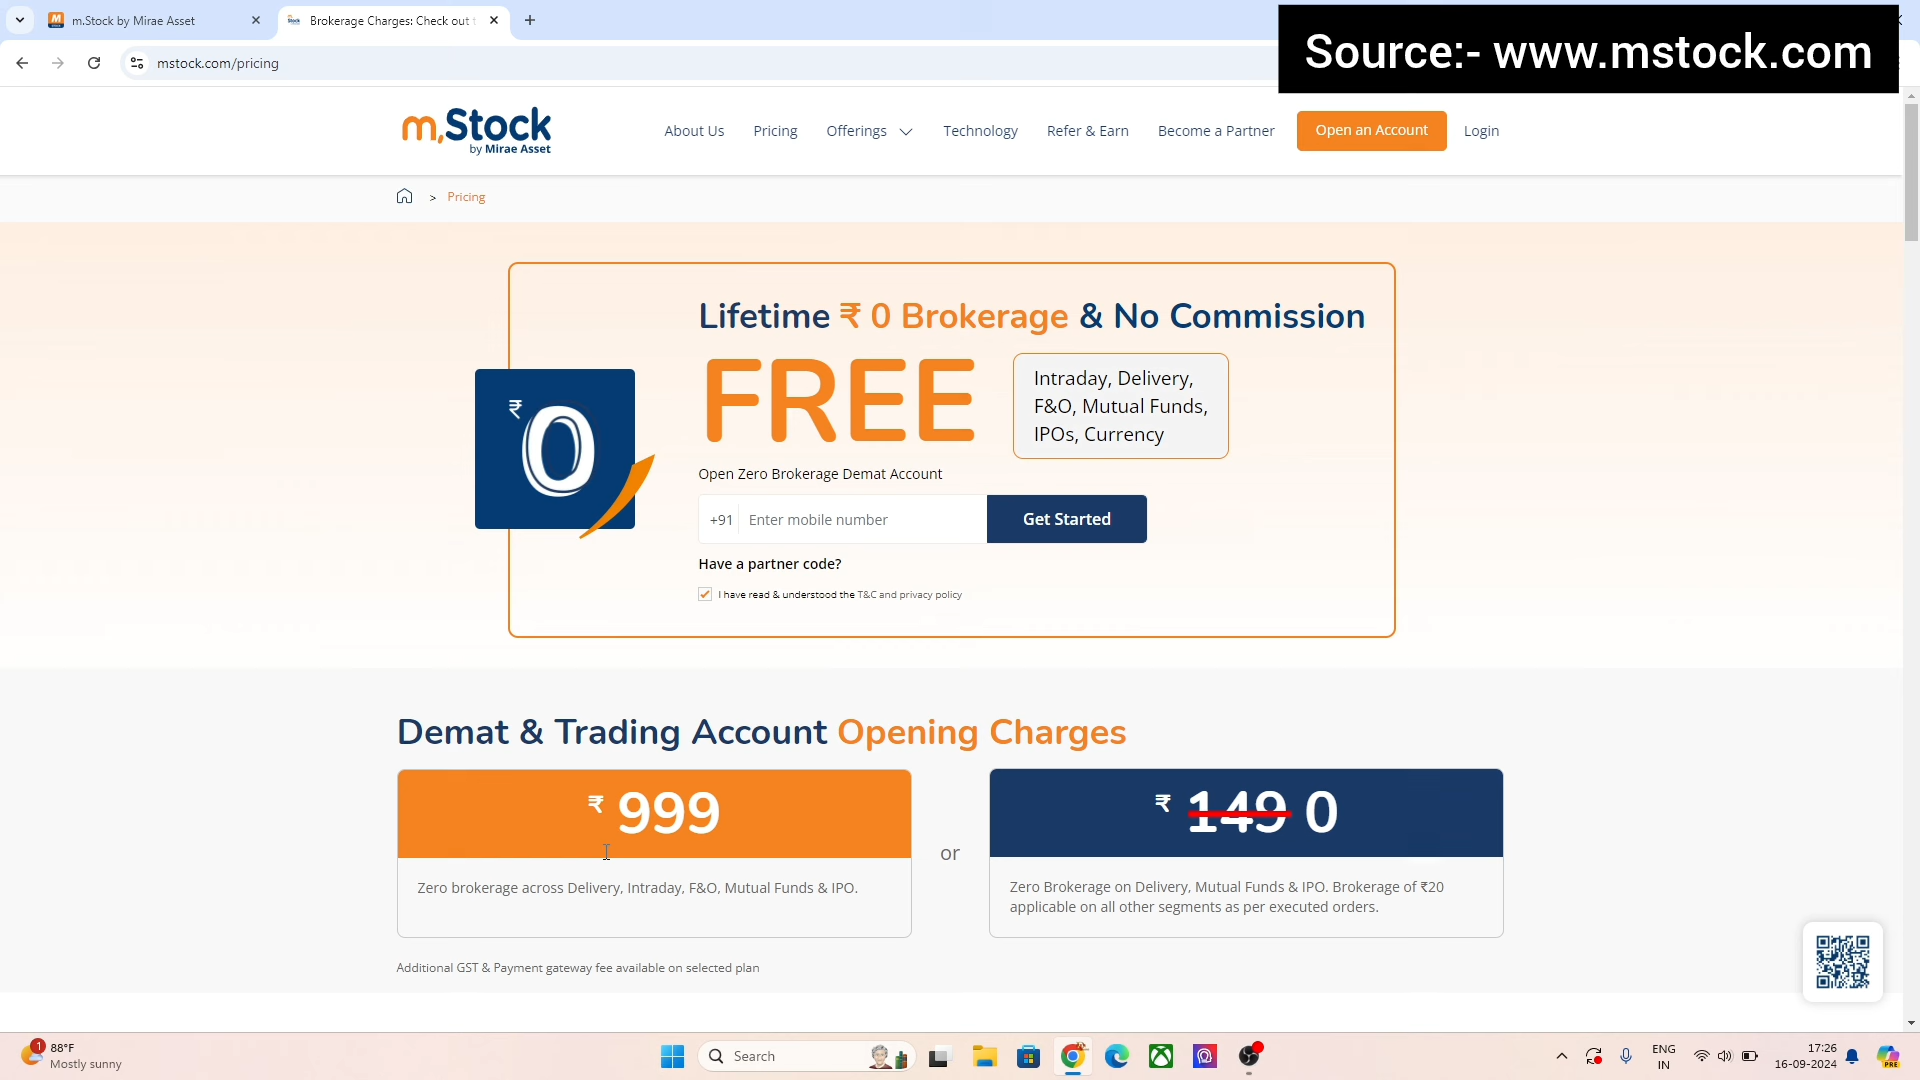 m.Stock by Mirae Asset
Brokerage Charges: Check out
Source:- www.mstock.com
mstock.com/pricing
m.Stock
by Mirae Asset
About Us
Pricing
Offerings
Technology
Refer & Earn
Become a Partner
Open an Account
Login
> Pricing
Lifetime ₹ 0 Brokerage & No Commission
₹ 0
FREE
Intraday, Delivery,
F&O, Mutual Funds,
IPOs, Currency
Open Zero Brokerage Demat Account
+91 Enter mobile number
Get Started
Have a partner code?
I have read & understood the T&C and privacy policy
Demat & Trading Account Opening Charges
₹ 999
Zero brokerage across Delivery, Intraday, F&O, Mutual Funds & IPO.
or
₹ 149 0
Zero Brokerage on Delivery, Mutual Funds & IPO. Brokerage of ₹20
applicable on all other segments as per executed orders.
Additional GST & Payment gateway fee available on selected plan
1
88°F
Mostly sunny
Search
ENG
IN
17:26
16-09-2024
PRE